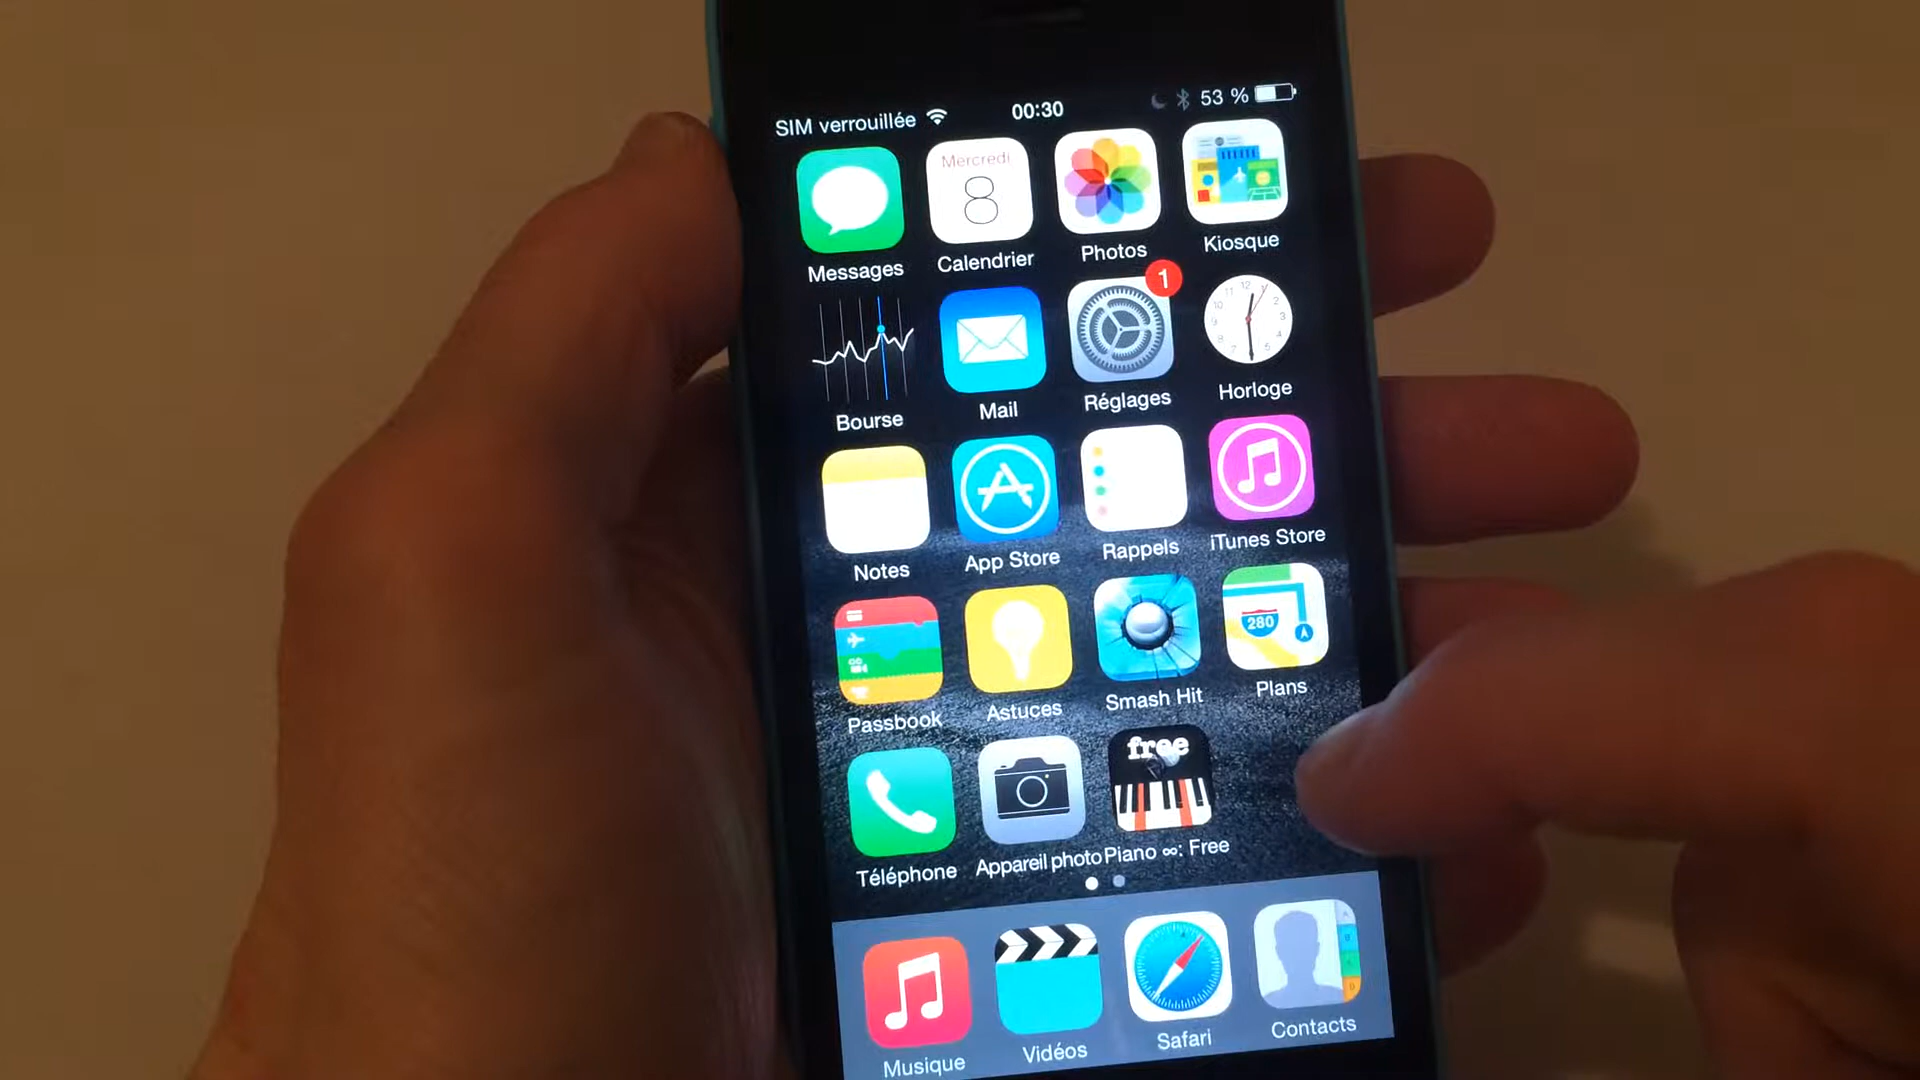 SIM verrouillée 00:30 53 %
Mercredi
8
Messages Calendrier Photos Kiosque
1
12
Bourse Mail Réglages Horloge
Notes App Store Rappels iTunes Store
280
Passbook Astuces Smash Hit Plans
free
Téléphone Appareil photo Piano ∞: Free
Musique Vidéos Safari Contacts